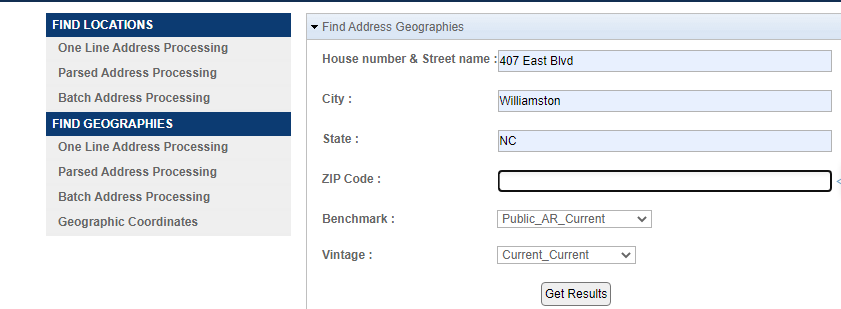 FIND LOCATIONS
One Line Address Processing
Parsed Address Processing
Batch Address Processing
FIND GEOGRAPHIES
One Line Address Processing
Parsed Address Processing
Batch Address Processing
Geographic Coordinates
Find Address Geographies
House number & Street name : 407 East Blvd
City : Williamston
State : NC
ZIP Code :
Benchmark : Public_AR_Current
Vintage : Current_Current
Get Results